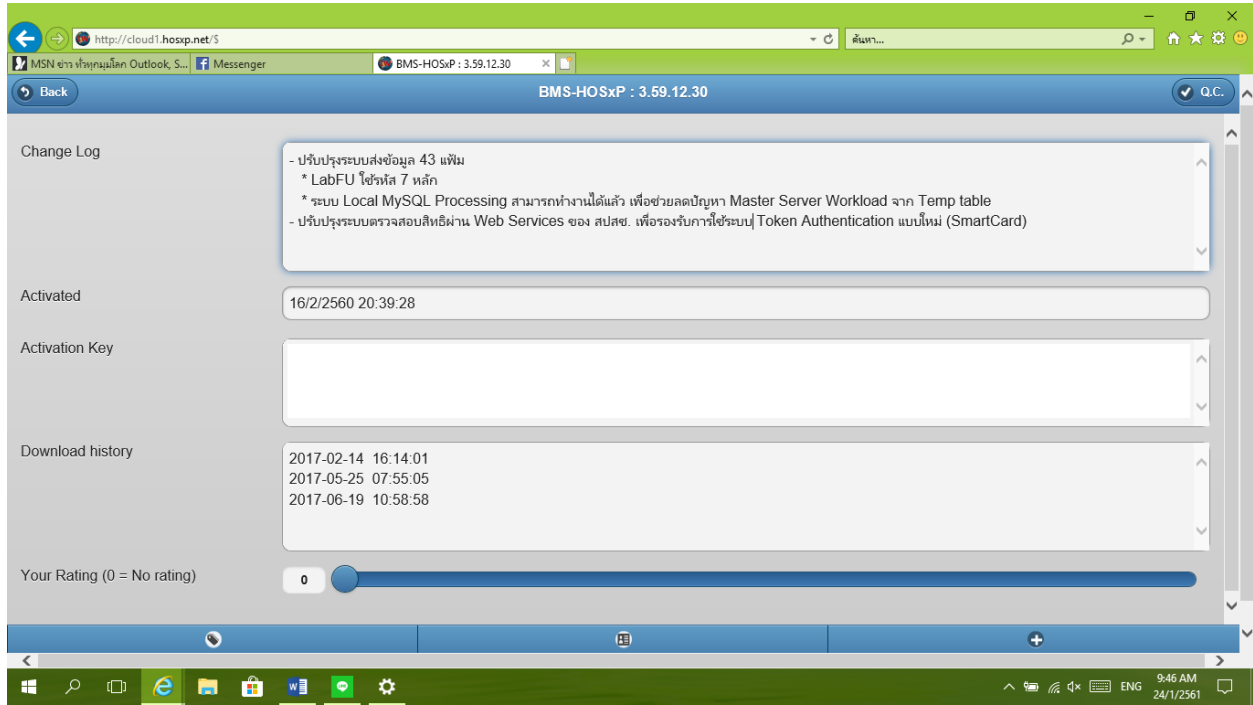 http://cloud1.hosxp.net/$
ค้นหา...
MSN ข่าว ทั่วทุกมุมโลก Outlook, S...
Messenger
BMS-HOSxP : 3.59.12.30
Back
BMS-HOSxP : 3.59.12.30
Q.C.
Change Log
- ปรับปรุงระบบส่งข้อมูล 43 แฟ้ม
* LabFU ใช้รหัส 7 หลัก
* ระบบ Local MySQL Processing สามารถทำงานได้แล้ว เพื่อช่วยลดปัญหา Master Server Workload จาก Temp table
- ปรับปรุงระบบตรวจสอบสิทธิผ่าน Web Services ของ สปสช. เพื่อรองรับการใช้ระบบ Token Authentication แบบใหม่ (SmartCard)
Activated
16/2/2560 20:39:28
Activation Key
Download history
2017-02-14 16:14:01
2017-05-25 07:55:05
2017-06-19 10:58:58
Your Rating (0 = No rating)
0
ENG
9:46 AM
24/1/2561